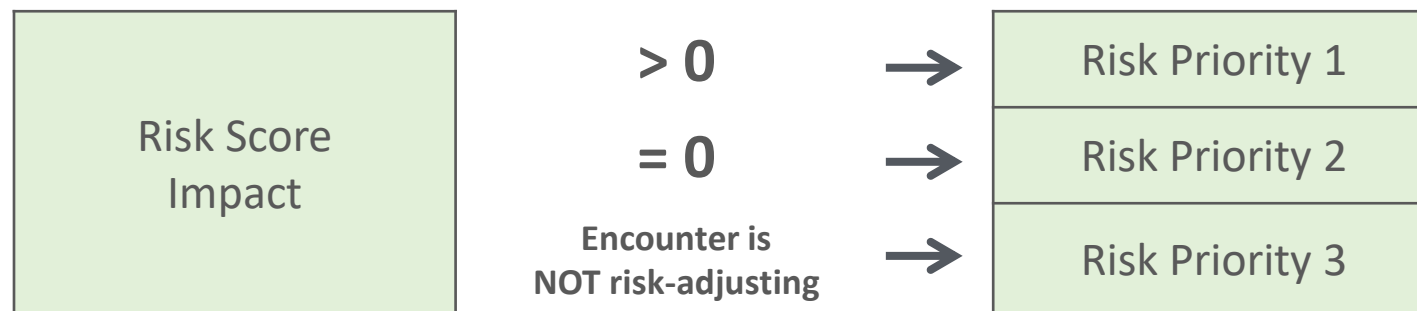 Risk Score
Impact
> 0
= 0
Encounter is
NOT risk-adjusting
Risk Priority 1
Risk Priority 2
Risk Priority 3